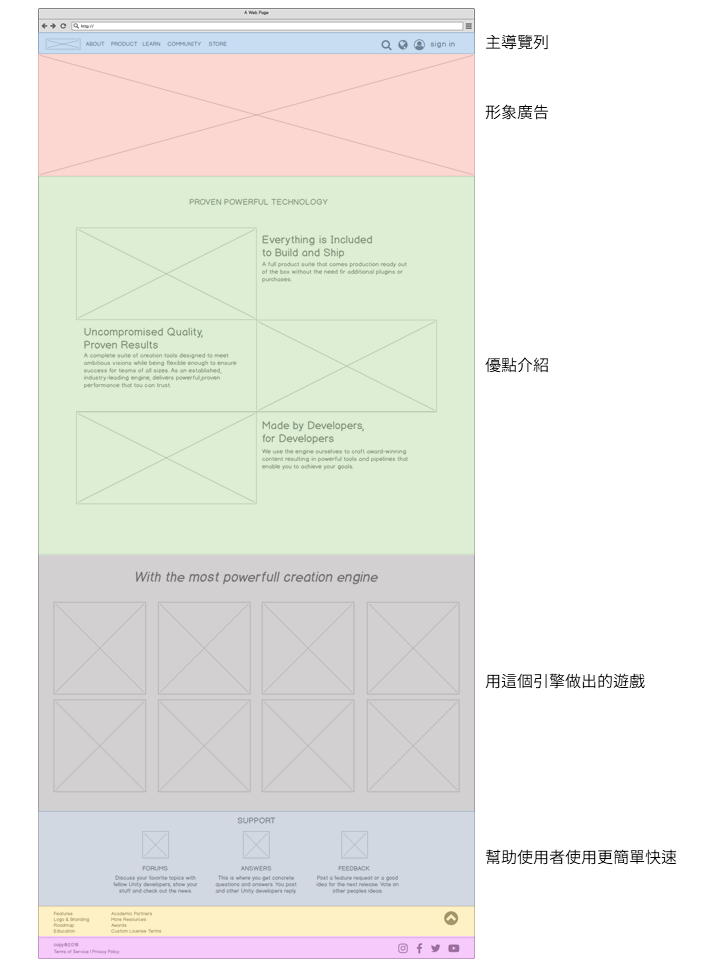 A Web Page
http://
ABOUT PRODUCT LEARN COMMUNITY STORE sign in
主導覽列
形象廣告
PROVEN POWERFUL TECHNOLOGY
Everything is Included
to Build and Ship
A full product suite that comes production ready out
of the box without the need fir additional plugins or
purchases.
Uncompromised Quality,
Proven Results
A complete suite of creation tools designed to meet
ambitious visions while being flexible enough to ensure
success for teams of all sizes. As an established,
industry-leading engine, delivers powerful,proven
performance that tou can trust.
優點介紹
Made by Developers,
for Developers
We use the engine ourselves to craft award-winning
content resulting in powerful tools and pipelines that
enable you to achieve your goals.
With the most powerfull creation engine
用這個引擎做出的遊戲
SUPPORT
FORUMS
Discuss your favorite topics with
fellow Unity developers, show your
stuff and check out the news.
ANSWERS
This is where you get concrete
questions and answers. You post
and other Unity developers reply.
FEEDBACK
Post a feature request or a good
idea for the next release. Vote on
other peoples ideas.
幫助使用者使用更簡單快速
Features
Logo & Branding
Roadmap
Education
Academic Partners
More Resources
Awards
Custom License Terms
copy©2018
Terms of Service | Privacy Policy